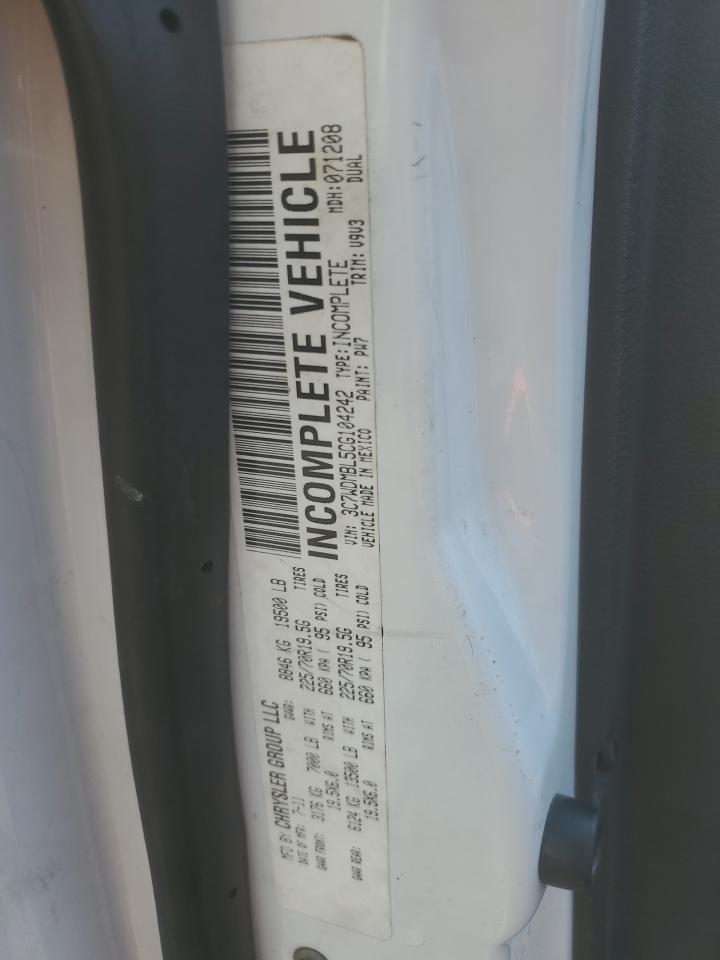 MFD BY CHRYSLER GROUP LLC
DATE OF MFR: 7-11 GVWR: 8846 KG 19500 LB
GAWR FRONT: 3176 KG 7000 LB WITH 225/70R19.5G TIRES
19.5X6.0 RIMS AT 660 KPA ( 95 PSI) COLD
GAWR REAR: 6124 KG 13500 LB WITH 225/70R19.5G TIRES
19.5X6.0 RIMS AT 660 KPA ( 95 PSI) COLD
INCOMPLETE VEHICLE
MDH:071208
VIN: 3C7WDMBL5CG104242 TYPE:INCOMPLETE DUAL
VEHICLE MADE IN MEXICO PAINT: PW7 TRIM: V9V3